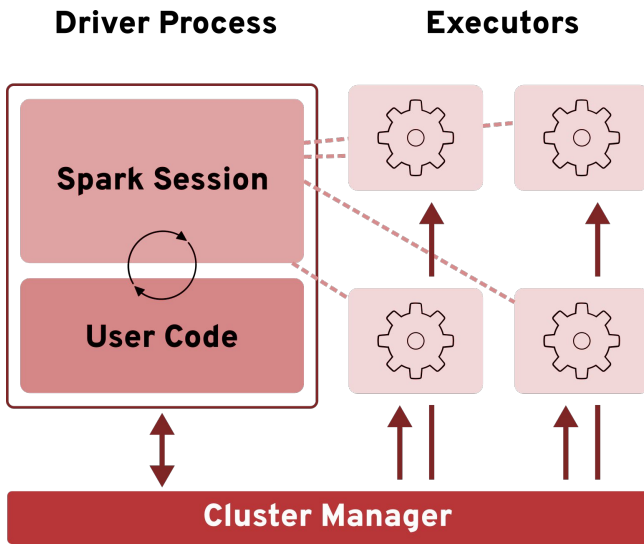 Driver Process
Executors
Spark Session
User Code
Cluster Manager